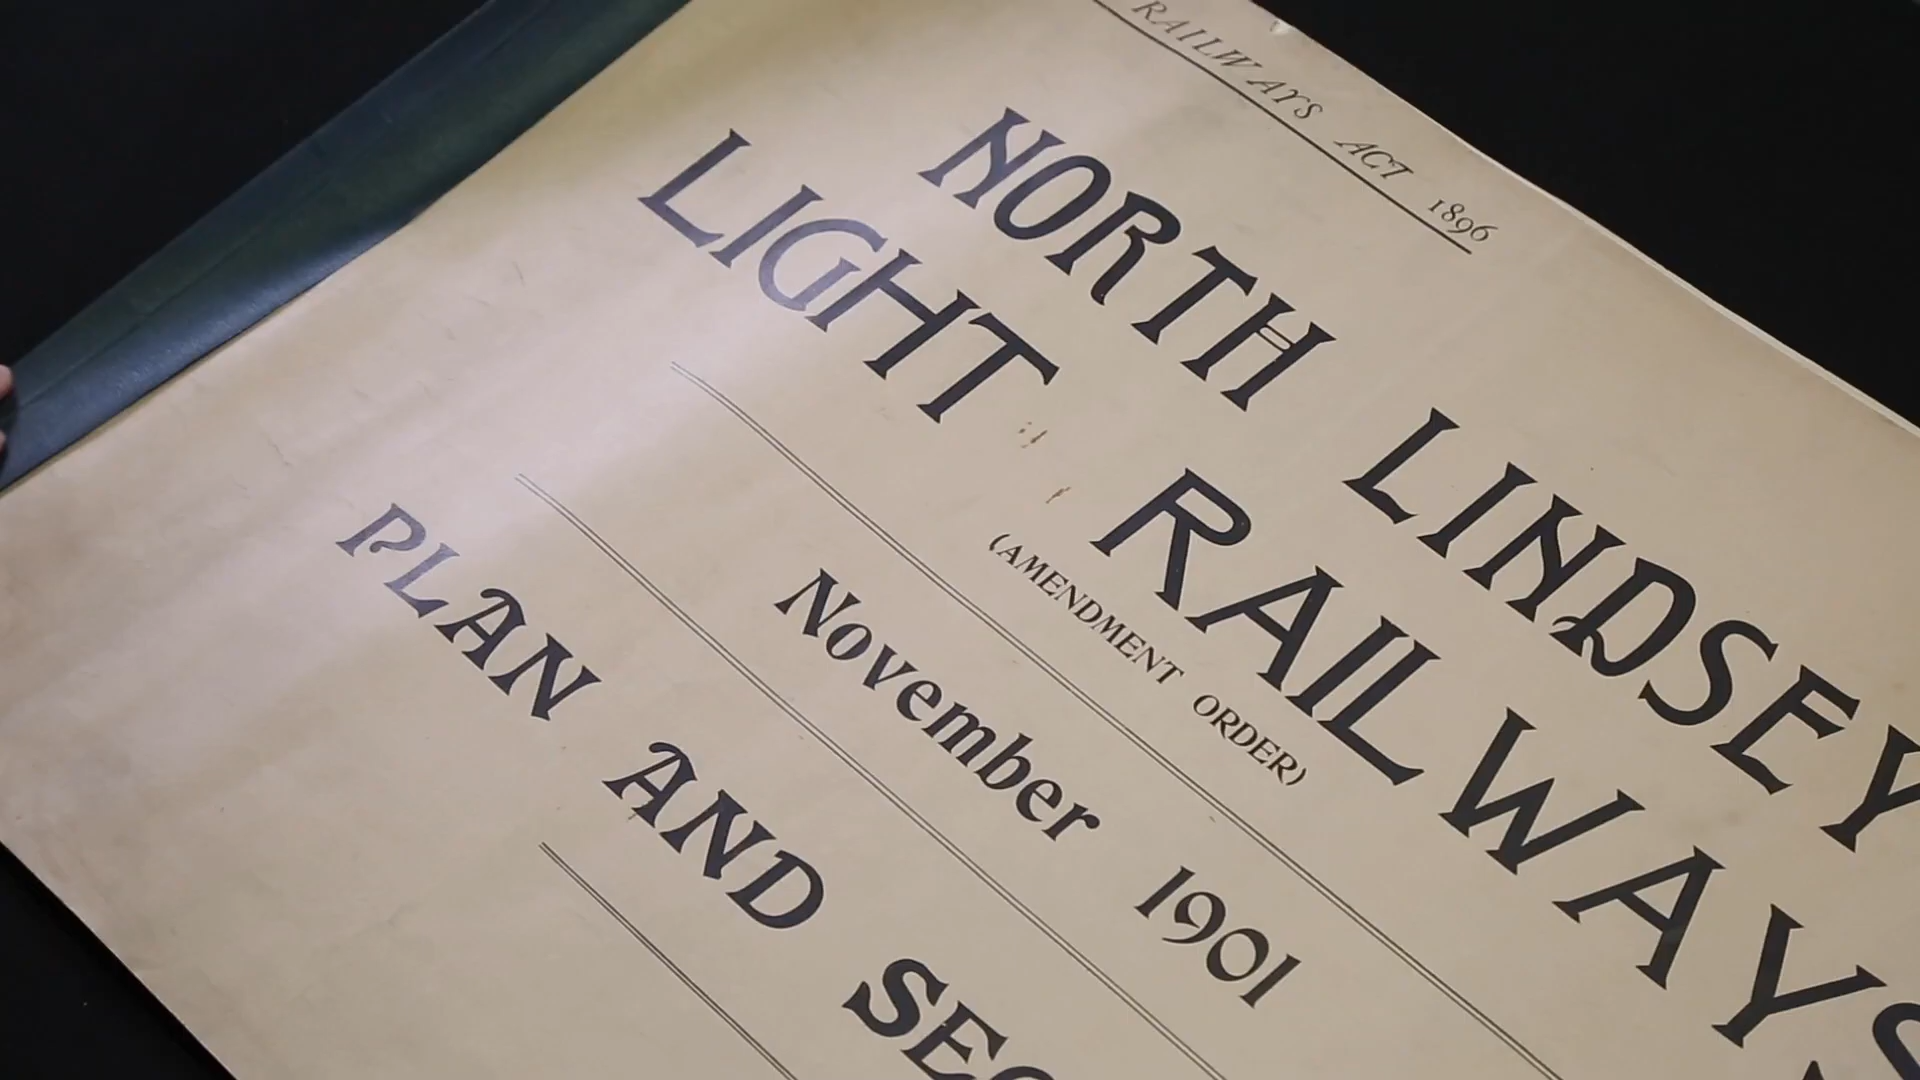 RAILWAYS ACT 1896
NORTH LINDSEY
LIGHT RAILWAYS
(AMENDMENT ORDER)
November 1901
PLAN AND SEC